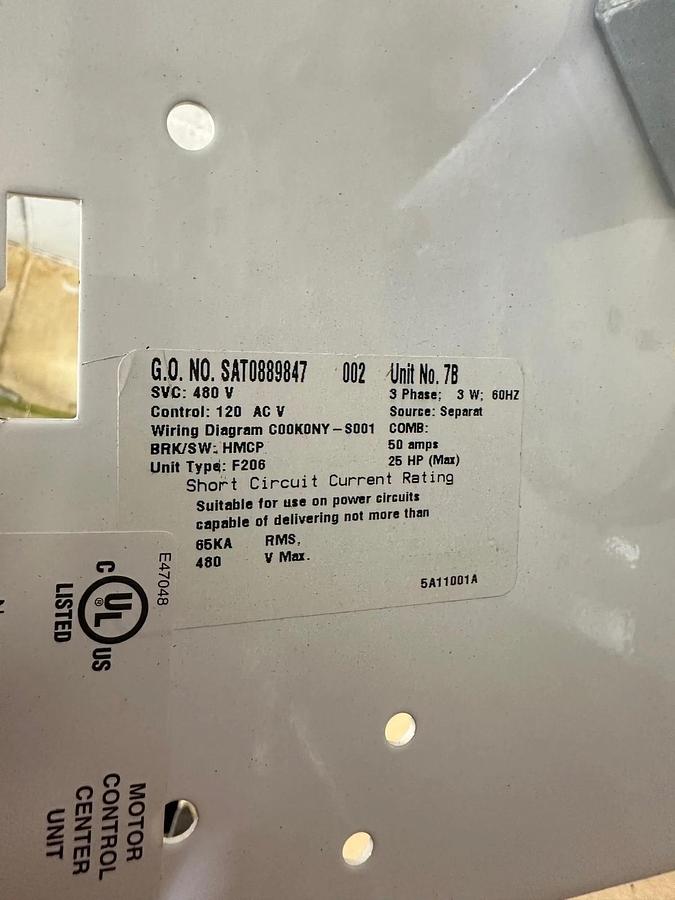 G.O. NO. SAT0889847 002 Unit No. 7B
SVC: 480 V 3 Phase; 3 W; 60HZ
Control: 120 AC V Source: Separat
Wiring Diagram C00K0NY-S001 COMB:
BRK/SW: HMCP 50 amps
Unit Type: F206 25 HP (Max)
Short Circuit Current Rating
Suitable for use on power circuits
capable of delivering not more than
65KA RMS,
480 V Max.
5A11001A
E47048
C UL ® US
LISTED
MOTOR
CONTROL
CENTER
UNIT